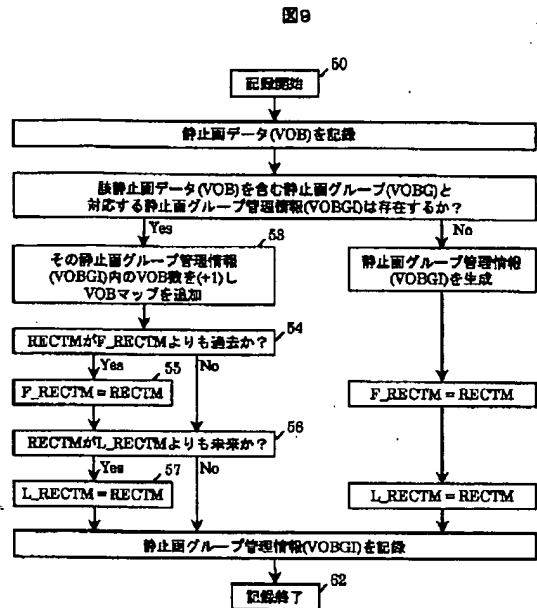 図9
50
記録開始
静止画データ(VOB)を記録
該静止画データ(VOB)を含む静止画グループ(VOBG)と
対応する静止画グループ管理情報(VOBGI)は存在するか?
Yes
53
No
その静止画グループ管理情報
(VOBGI)内のVOB数を(+1)し
VOBマップを追加
静止画グループ管理情報
(VOBGI)を生成
54
RECTMがF_RECTMよりも過去か?
Yes
55
No
F_RECTM = RECTM
F_RECTM = RECTM
56
RECTMがL_RECTMよりも未来か?
Yes
57
No
L_RECTM = RECTM
L_RECTM = RECTM
静止画グループ管理情報(VOBGI)を記録
62
記録終了